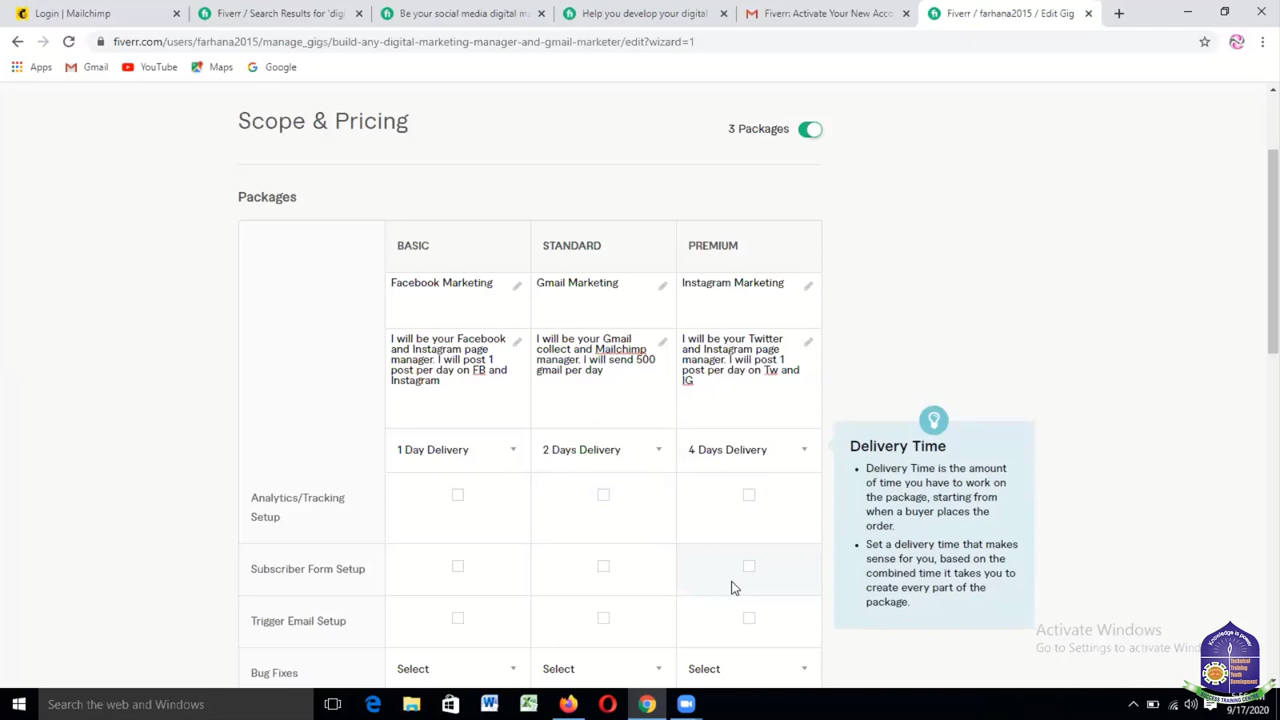 Login | Mailchimp
Fiverr / Search Results for 'digi
Be your social media digital m
Help you develop your digital
Fiverr: Activate Your New Acco
Fiverr / farhana2015 / Edit Gig
fiverr.com/users/farhana2015/manage_gigs/build-any-digital-marketing-manager-and-gmail-marketer/edit?wizard=1
Apps
Gmail
YouTube
Maps
Google
Scope & Pricing
3 Packages
Packages
BASIC
STANDARD
PREMIUM
Facebook Marketing
Gmail Marketing
Instagram Marketing
I will be your Facebook
and Instagram page
manager. I will post 1
post per day on FB and
Instagram
I will be your Gmail
collect and Mailchimp
manager. I will send 500
gmail per day
I will be your Twitter
and Instagram page
manager. I will post 1
post per day on Tw and
IG
1 Day Delivery
2 Days Delivery
4 Days Delivery
Delivery Time
• Delivery Time is the amount
of time you have to work on
the package, starting from
when a buyer places the
order.
• Set a delivery time that makes
sense for you, based on the
combined time it takes you to
create every part of the
package.
Analytics/Tracking
Setup
Subscriber Form Setup
Trigger Email Setup
Bug Fixes
Select
Select
Select
Activate Windows
Go to Settings to activate Wind
Knowledge is power
Technical
Training
Youth
Development
Search the web and Windows
9/17/2020